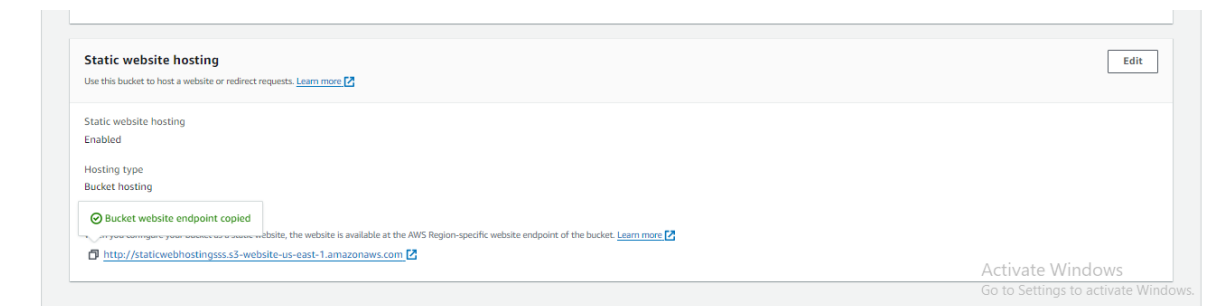 Static website hosting
Edit
Use this bucket to host a website or redirect requests. Learn more
Static website hosting
Enabled
Hosting type
Bucket hosting
Bucket website endpoint copied
you configure your bucket as a static website, the website is available at the AWS Region-specific website endpoint of the bucket. Learn more
http://staticwebhostingsss.s3-website-us-east-1.amazonaws.com
Activate Windows
Go to Settings to activate Windows.